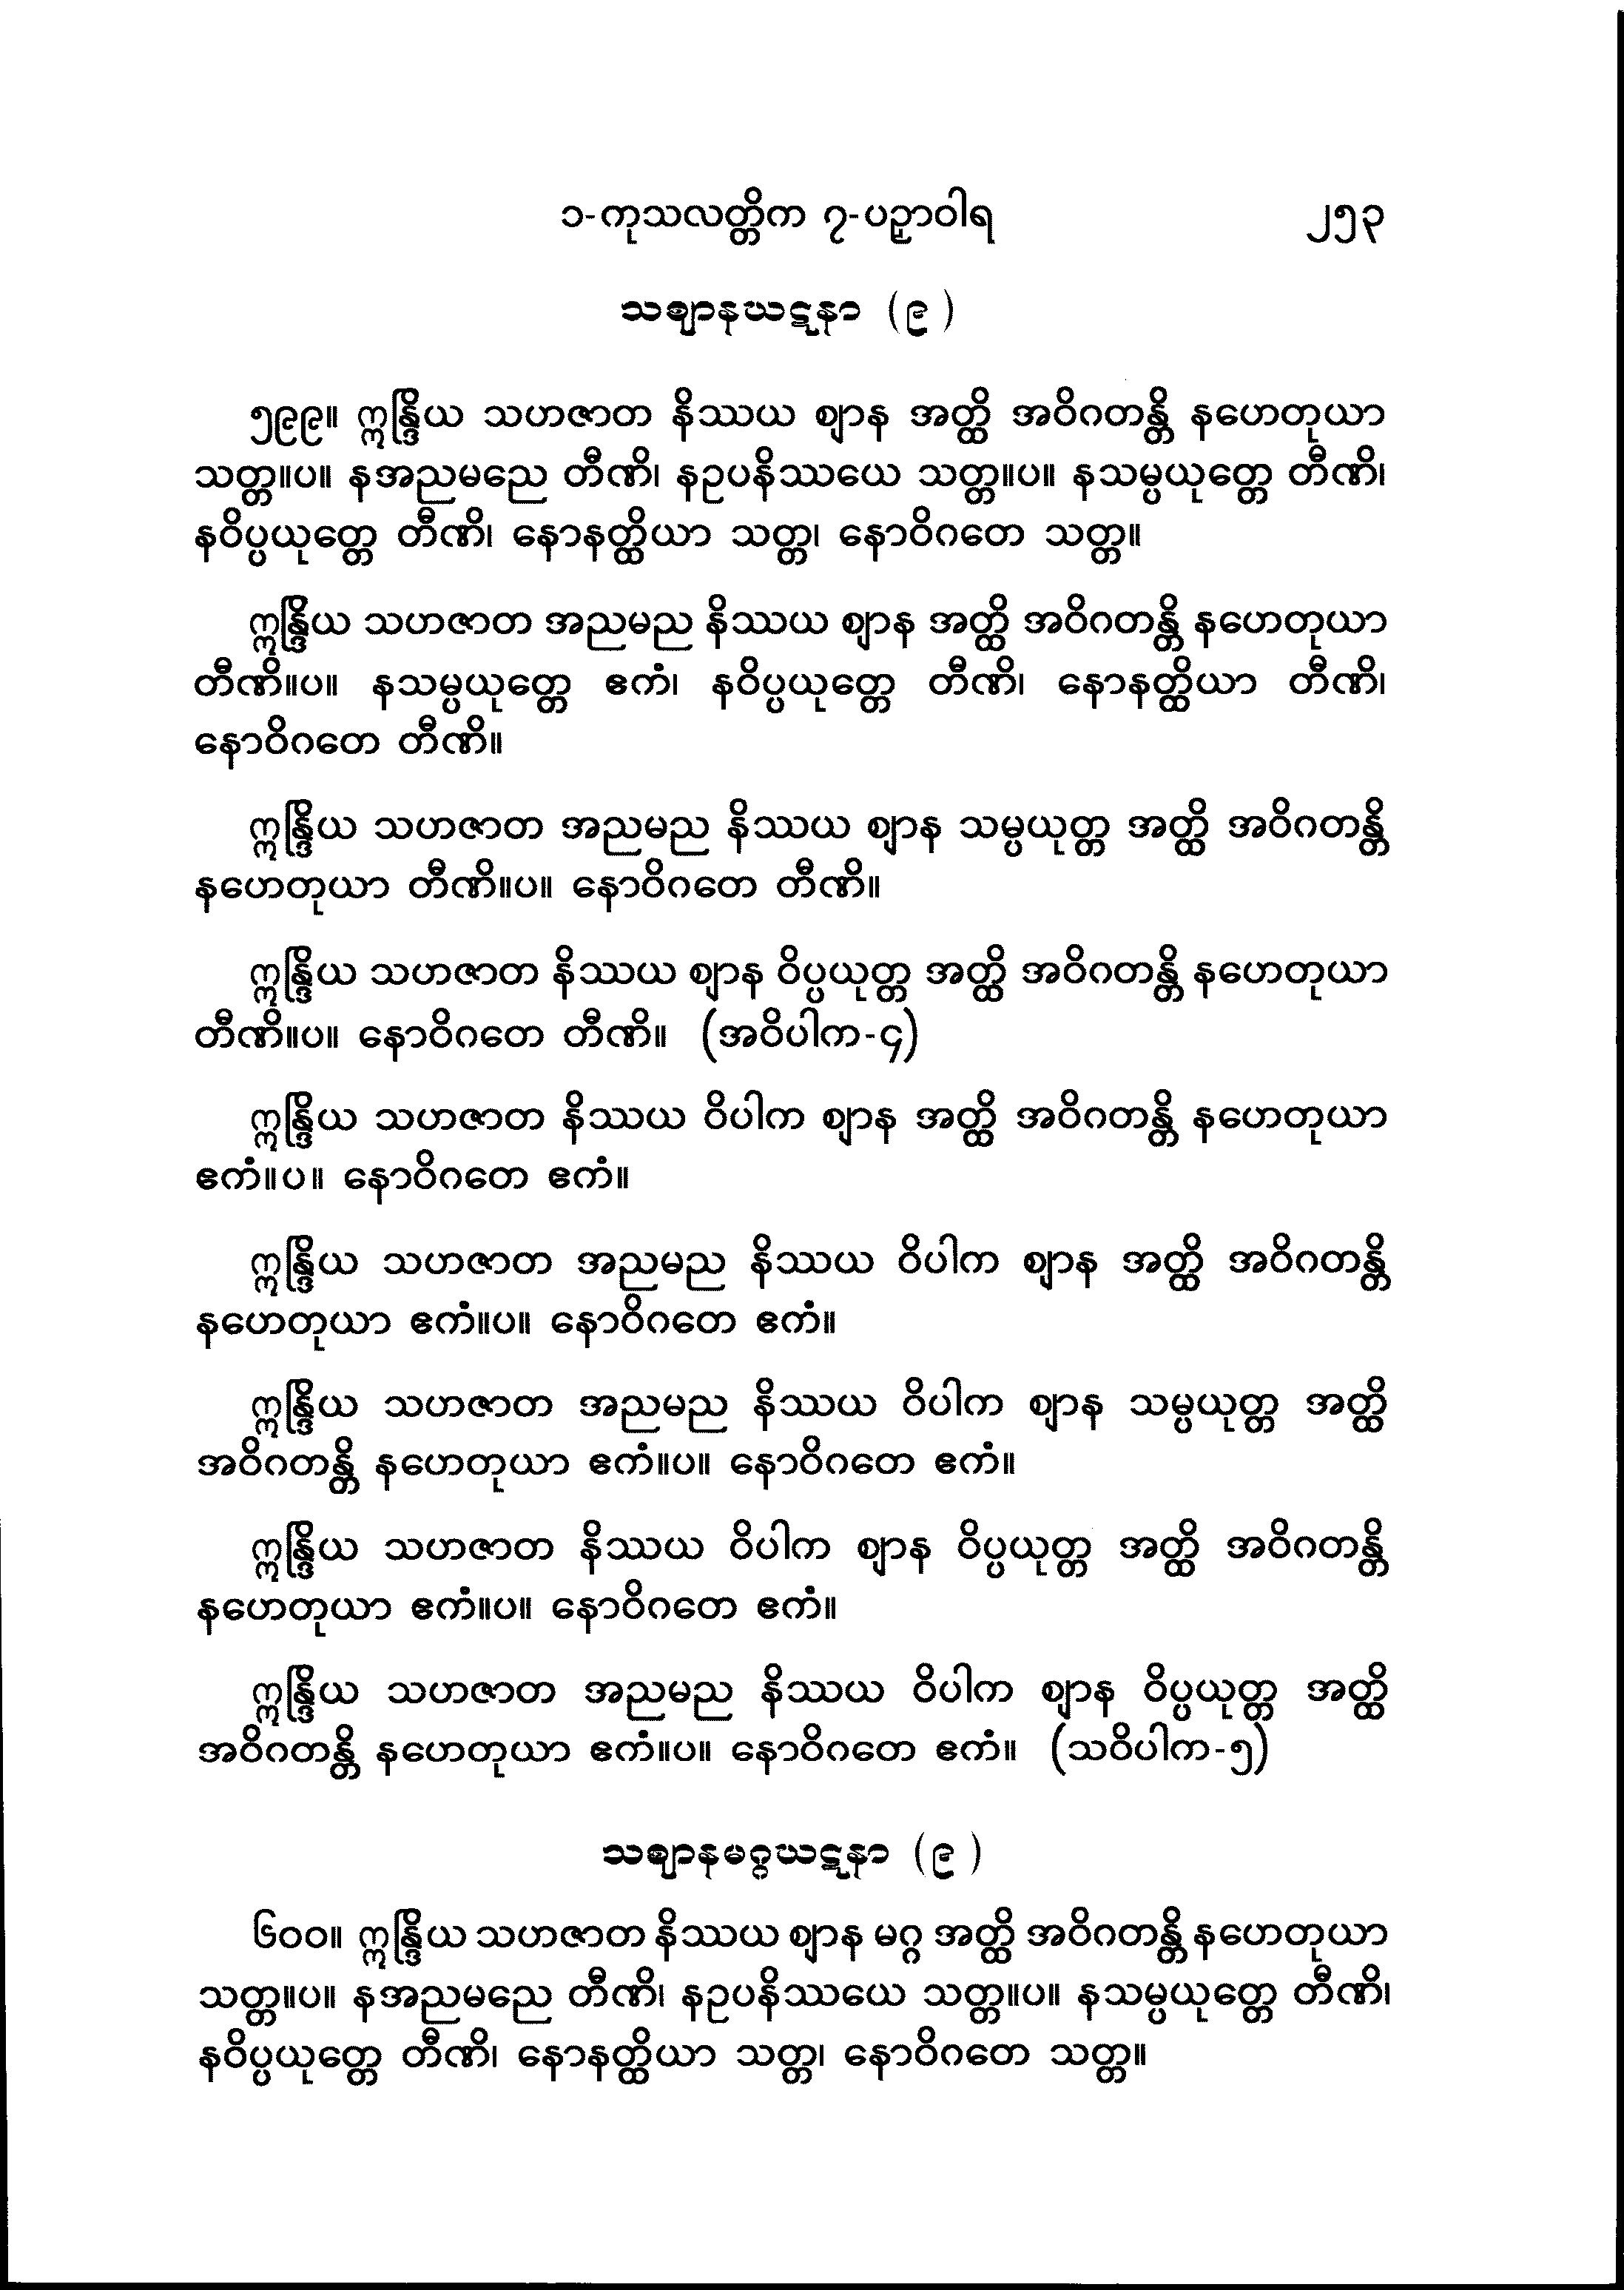 ၁-ကုသလတ္တိက ၇-ပဉှာဝါရ ၂၅၃
သဈာနဃဋနာ (၉)
၅၉၉။ ဣန္ဒြိယ သဟဇာတ နိဿယ ဈာန အတ္ထိ အဝိဂတန္တိ နဟေတုယာ
သတ္တ။ပ။ နအညမညေ တီဏိ၊ နဥပနိဿယေ သတ္တ။ပ။ နသမ္ပယုတ္တေ တီဏိ၊
နဝိပ္ပယုတ္တေ တီဏိ၊ နောနတ္ထိယာ သတ္တ၊ နောဝိဂတေ သတ္တ။
ဣန္ဒြိယ သဟဇာတ အညမည နိဿယ ဈာန အတ္ထိ အဝိဂတန္တိ နဟေတုယာ
တီဏိ။ပ။ နသမ္ပယုတ္တေ ဧကံ၊ နဝိပ္ပယုတ္တေ တီဏိ၊ နောနတ္ထိယာ တီဏိ၊
နောဝိဂတေ တီဏိ။
ဣန္ဒြိယ သဟဇာတ အညမည နိဿယ ဈာန သမ္ပယုတ္တ အတ္ထိ အဝိဂတန္တိ
နဟေတုယာ တီဏိ။ပ။ နောဝိဂတေ တီဏိ။
ဣန္ဒြိယ သဟဇာတ နိဿယ ဈာန ဝိပ္ပယုတ္တ အတ္ထိ အဝိဂတန္တိ နဟေတုယာ
တီဏိ။ပ။ နောဝိဂတေ တီဏိ။ (အဝိပါက-၄)
ဣန္ဒြိယ သဟဇာတ နိဿယ ဝိပါက ဈာန အတ္ထိ အဝိဂတန္တိ နဟေတုယာ
ဧကံ။ပ။ နောဝိဂတေ ဧကံ။
ဣန္ဒြိယ သဟဇာတ အညမည နိဿယ ဝိပါက ဈာန အတ္ထိ အဝိဂတန္တိ
နဟေတုယာ ဧကံ။ပ။ နောဝိဂတေ ဧကံ။
ဣန္ဒြိယ သဟဇာတ အညမည နိဿယ ဝိပါက ဈာန သမ္ပယုတ္တ အတ္ထိ
အဝိဂတန္တိ နဟေတုယာ ဧကံ။ပ။ နောဝိဂတေ ဧကံ။
ဣန္ဒြိယ သဟဇာတ နိဿယ ဝိပါက ဈာန ဝိပ္ပယုတ္တ အတ္ထိ အဝိဂတန္တိ
နဟေတုယာ ဧကံ။ပ။ နောဝိဂတေ ဧကံ။
ဣန္ဒြိယ သဟဇာတ အညမည နိဿယ ဝိပါက ဈာန ဝိပ္ပယုတ္တ အတ္ထိ
အဝိဂတန္တိ နဟေတုယာ ဧကံ။ပ။ နောဝိဂတေ ဧကံ။ (သဝိပါက-၅)
သဈာနမဂ္ဂဃဋနာ (၉)
၆၀၀။ ဣန္ဒြိယ သဟဇာတ နိဿယ ဈာန မဂ္ဂ အတ္ထိ အဝိဂတန္တိ နဟေတုယာ
သတ္တ။ပ။ နအညမညေ တီဏိ၊ နဥပနိဿယေ သတ္တ။ပ။ နသမ္ပယုတ္တေ တီဏိ၊
နဝိပ္ပယုတ္တေ တီဏိ၊ နောနတ္ထိယာ သတ္တ၊ နောဝိဂတေ သတ္တ။